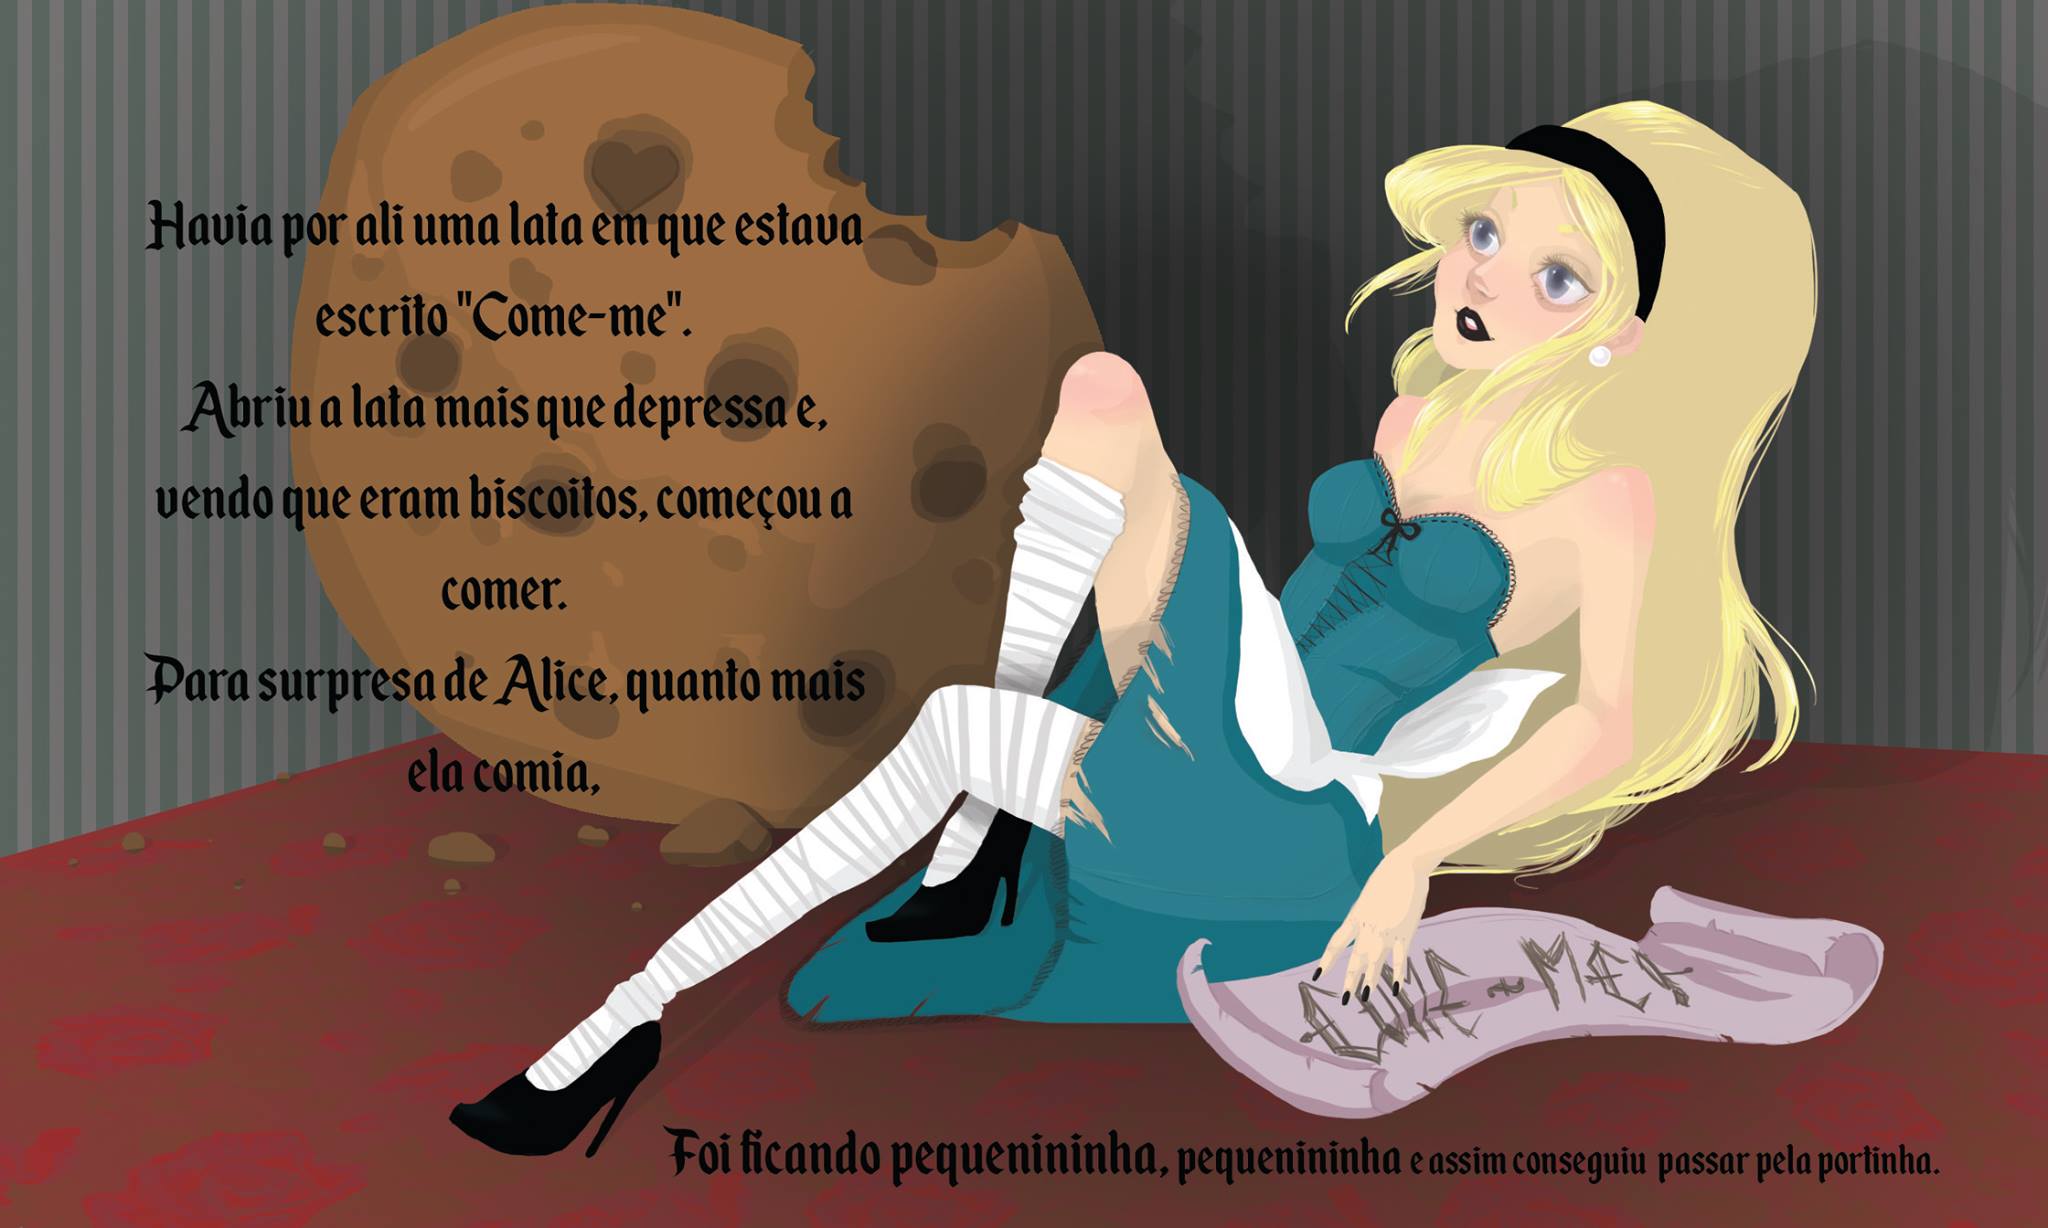 Havia por ali uma lata em que estava
escrito "Come-me".
Abriu a lata mais que depressa e,
vendo que eram biscoitos, começou a
comer.
Para surpresa de Alice, quanto mais
ela comia,
COME-ME
Foi ficando pequenininha, pequenininha e assim conseguiu passar pela portinha.